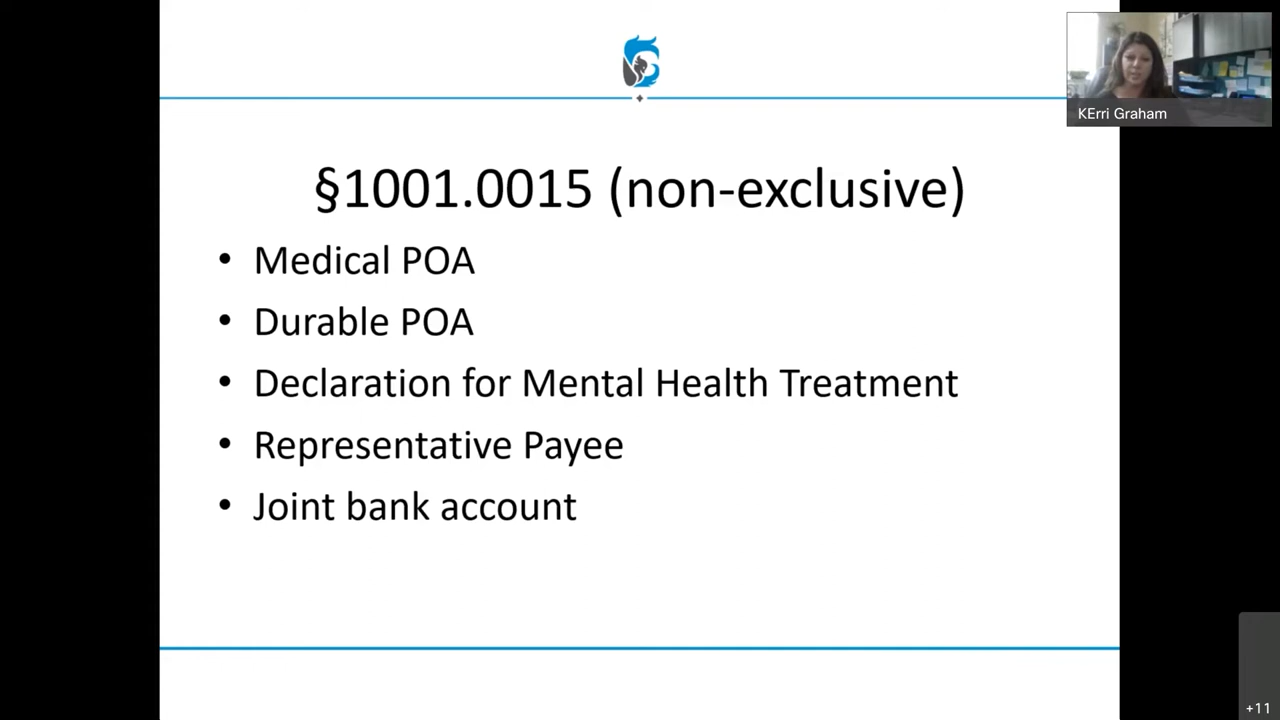 KErri Graham
§1001.0015 (non-exclusive)
• Medical POA
• Durable POA
• Declaration for Mental Health Treatment
• Representative Payee
• Joint bank account
+11